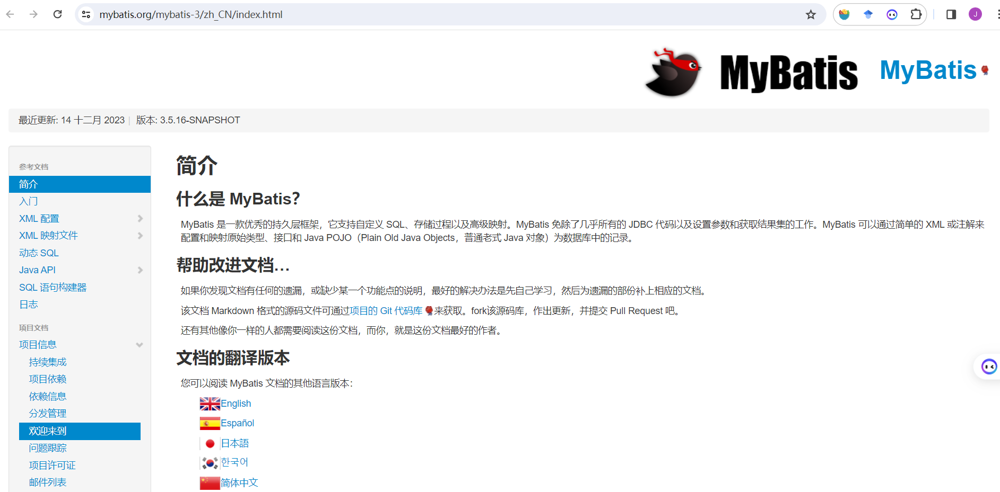 mybatis.org/mybatis-3/zh_CN/index.html
J
MyBatis
MyBatis
最近更新: 14 十二月 2023 | 版本: 3.5.16-SNAPSHOT
参考文档
简介
入门
XML 配置
XML 映射文件
动态 SQL
Java API
SQL 语句构建器
日志
项目文档
项目信息
持续集成
项目依赖
依赖信息
分发管理
欢迎来到
问题跟踪
项目许可证
邮件列表
简介
什么是 MyBatis？
MyBatis 是一款优秀的持久层框架，它支持自定义 SQL、存储过程以及高级映射。MyBatis 免除了几乎所有的 JDBC 代码以及设置参数和获取结果集的工作。MyBatis 可以通过简单的 XML 或注解来
配置和映射原始类型、接口和 Java POJO（Plain Old Java Objects，普通老式 Java 对象）为数据库中的记录。
帮助改进文档…
如果你发现文档有任何的遗漏，或缺少某一个功能点的说明，最好的解决办法是先自己学习，然后为遗漏的部份补上相应的文档。
该文档 Markdown 格式的源码文件可通过项目的 Git 代码库来获取。fork该源码库，作出更新，并提交 Pull Request 吧。
还有其他像你一样的人都需要阅读这份文档，而你，就是这份文档最好的作者。
文档的翻译版本
您可以阅读 MyBatis 文档的其他语言版本：
English
Español
日本語
한국어
简体中文